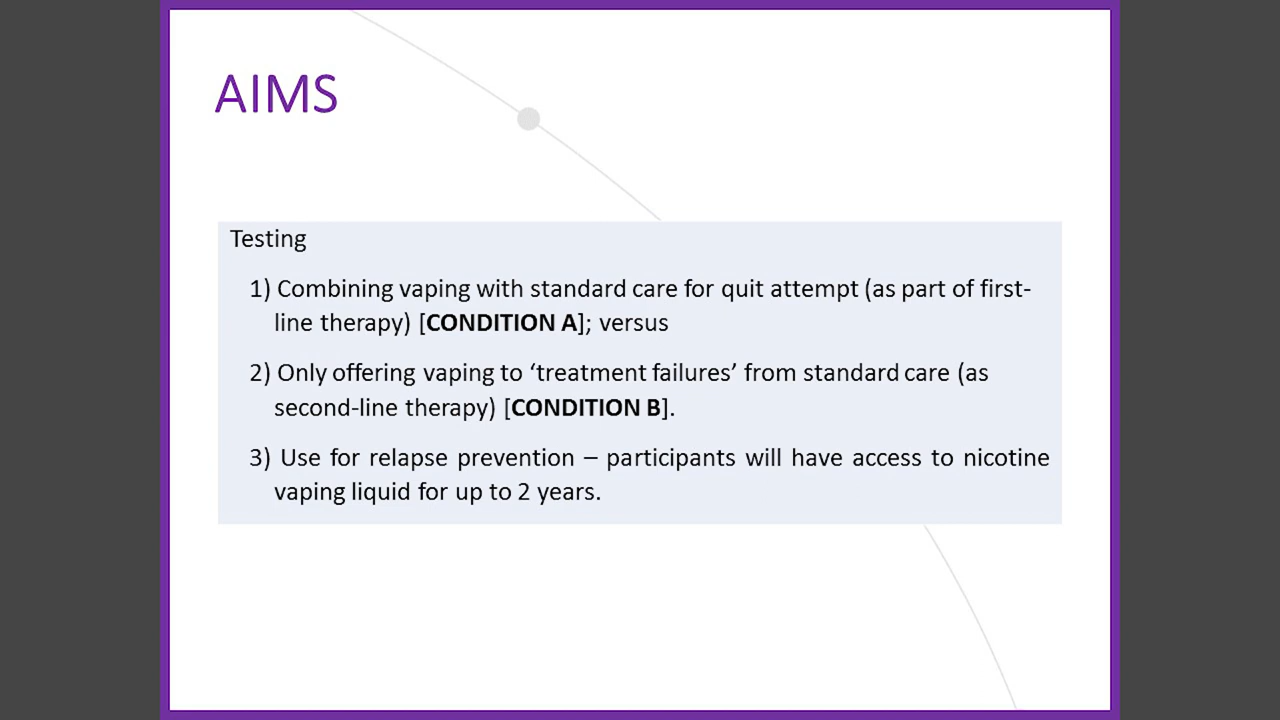 AIMS
Testing
1) Combining vaping with standard care for quit attempt (as part of first-
line therapy) [CONDITION A]; versus
2) Only offering vaping to ‘treatment failures’ from standard care (as
second-line therapy) [CONDITION B].
3) Use for relapse prevention – participants will have access to nicotine
vaping liquid for up to 2 years.